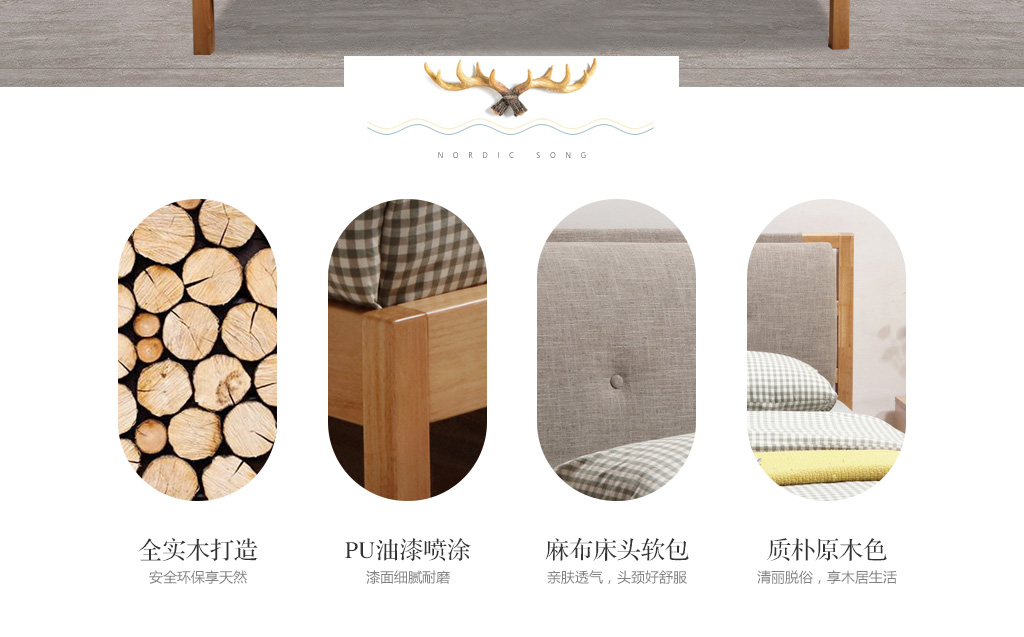 NORDIC SONG
全实木打造
安全环保享天然
PU油漆喷涂
漆面细腻耐磨
麻布床头软包
亲肤透气，头颈好舒服
质朴原木色
清丽脱俗，享木居生活